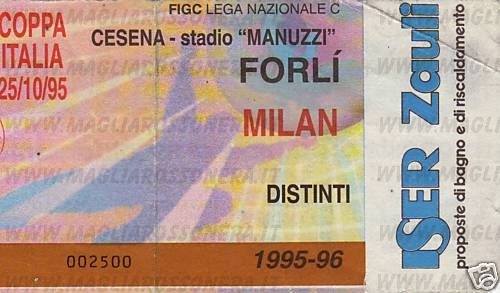 COPPA
ITALIA
25/10/95
FIGC LEGA NAZIONALE C
CESENA - stadio "MANUZZI"
FORLÍ
MILAN
DISTINTI
002500
1995-96
ISER Zauli
proposte di bagno e di riscaldamento
WWW.MAGLIAROSSONERA.IT